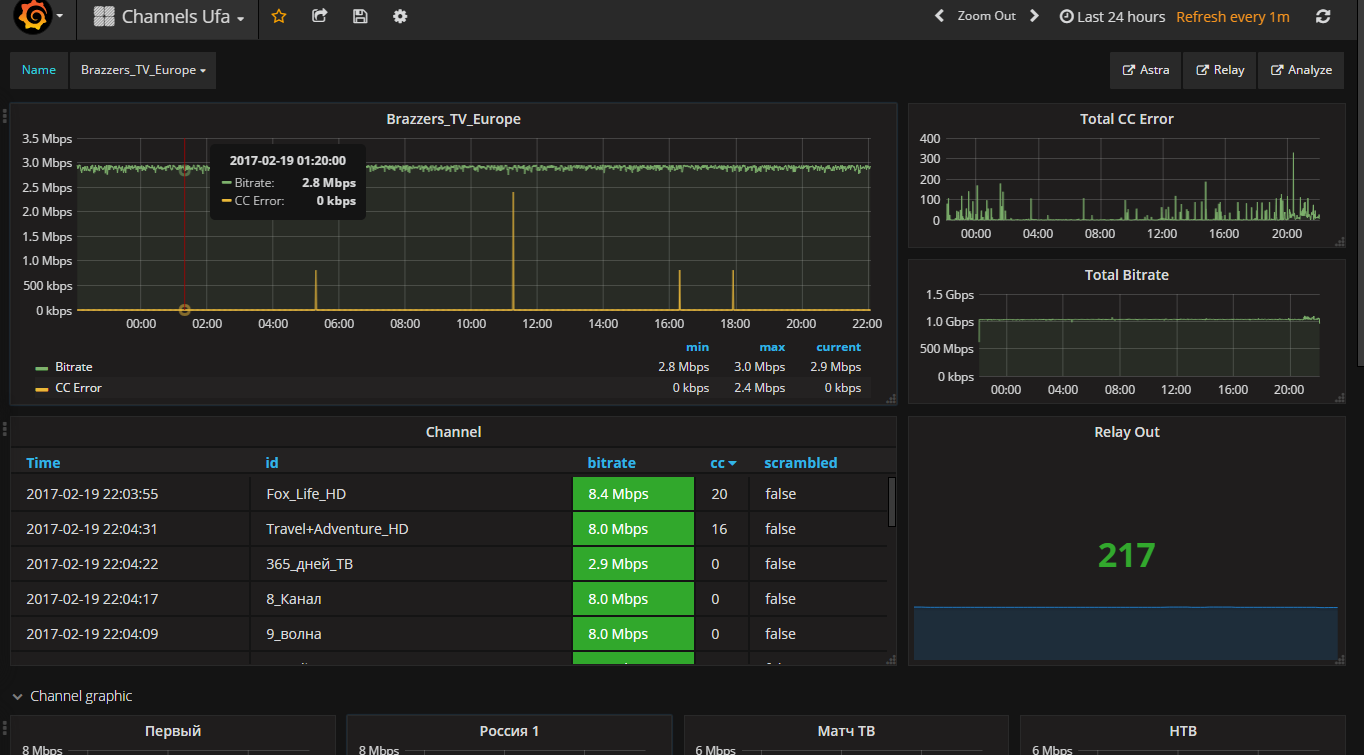 Channels Ufa
Zoom Out
Last 24 hours
Refresh every 1m
Name
Brazzers_TV_Europe
Astra
Relay
Analyze
Brazzers_TV_Europe
3.5 Mbps
3.0 Mbps
2.5 Mbps
2.0 Mbps
1.5 Mbps
1.0 Mbps
500 kbps
0 kbps
2017-02-19 01:20:00
Bitrate: 2.8 Mbps
CC Error: 0 kbps
00:00 02:00 04:00 06:00 08:00 10:00 12:00 14:00 16:00 18:00 20:00 22:00
min max current
Bitrate 2.8 Mbps 3.0 Mbps 2.9 Mbps
CC Error 0 kbps 2.4 Mbps 0 kbps
Total CC Error
400
300
200
100
0
00:00 04:00 08:00 12:00 16:00 20:00
Total Bitrate
1.5 Gbps
1.0 Gbps
500 Mbps
0 kbps
00:00 04:00 08:00 12:00 16:00 20:00
Channel
Time id bitrate cc scrambled
2017-02-19 22:03:55 Fox_Life_HD 8.4 Mbps 20 false
2017-02-19 22:04:31 Travel+Adventure_HD 8.0 Mbps 16 false
2017-02-19 22:04:22 365_дней_ТВ 2.9 Mbps 0 false
2017-02-19 22:04:17 8_Канал 8.0 Mbps 0 false
2017-02-19 22:04:09 9_волна 8.0 Mbps 0 false
Relay Out
217
Channel graphic
Первый
8 Mbps
Россия 1
8 Mbps
Матч ТВ
6 Mbps
НТВ
6 Mbps